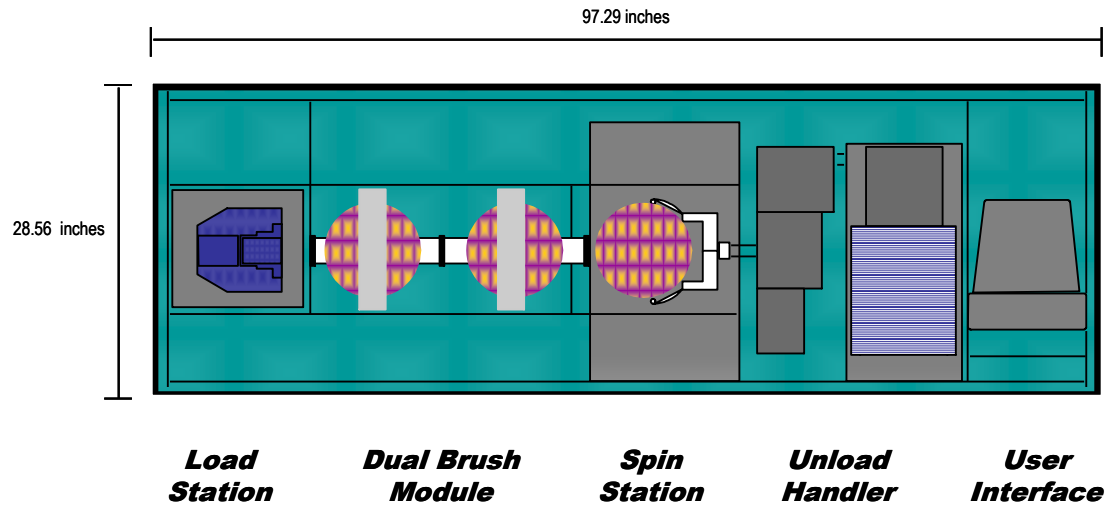 97.29 inches
28.56 inches
Load
Station
Dual Brush
Module
Spin
Station
Unload
Handler
User
Interface